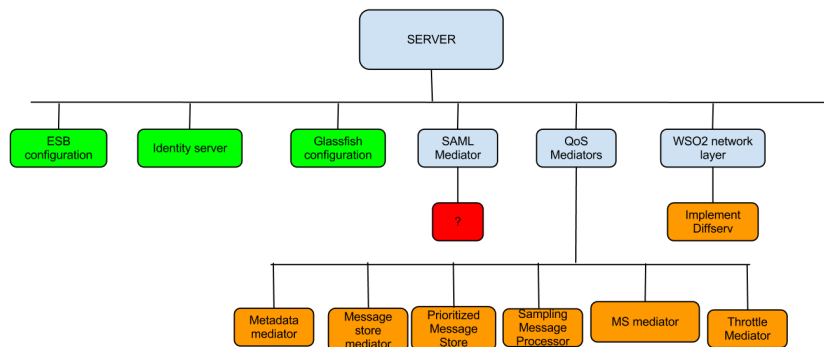 SERVER
ESB
configuration
Identity server
Glassfish
configuration
SAML
Mediator
QoS
Mediators
WSO2 network
layer
?
Implement
Diffserv
Metadata
mediator
Message
store
mediator
Prioritized
Message
Store
Sampling
Message
Processor
MS mediator
Throttle
Mediator